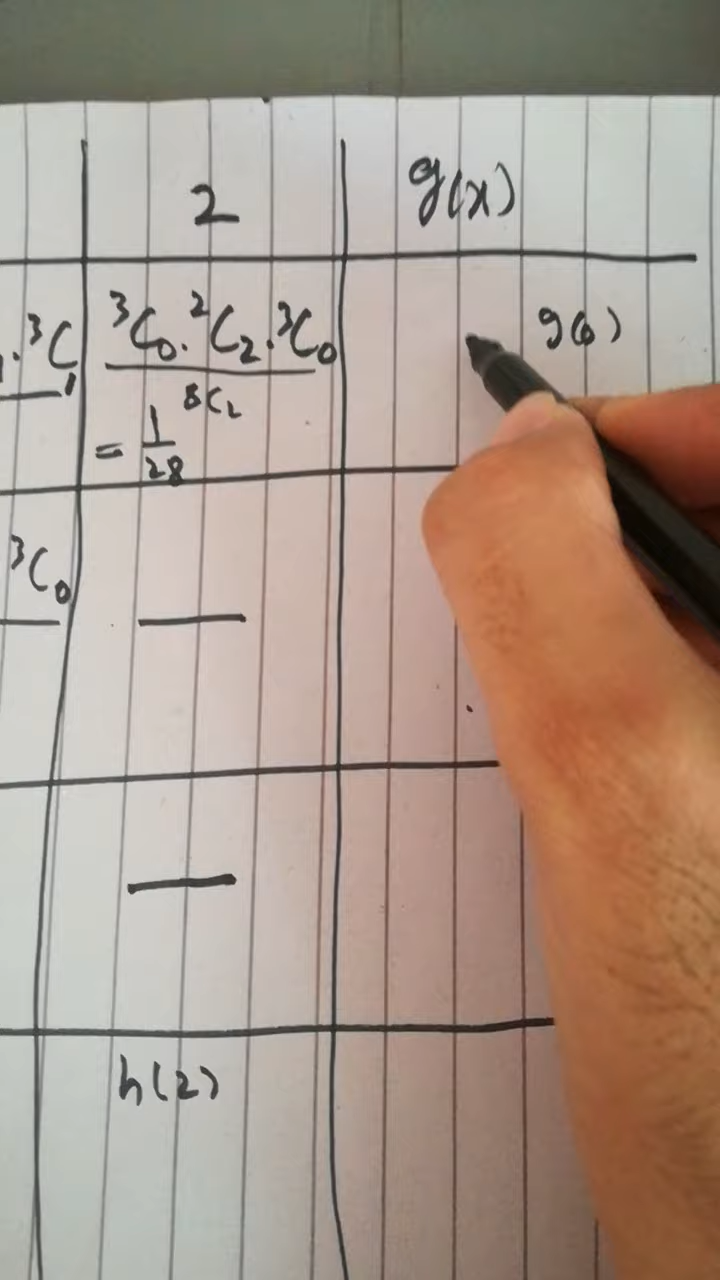 2 g(x)
. ³C₁ ³C₀.²C₂.³C₀ g(0)
⁸C₂
= 1/28
³C₀ —
—
h(2)